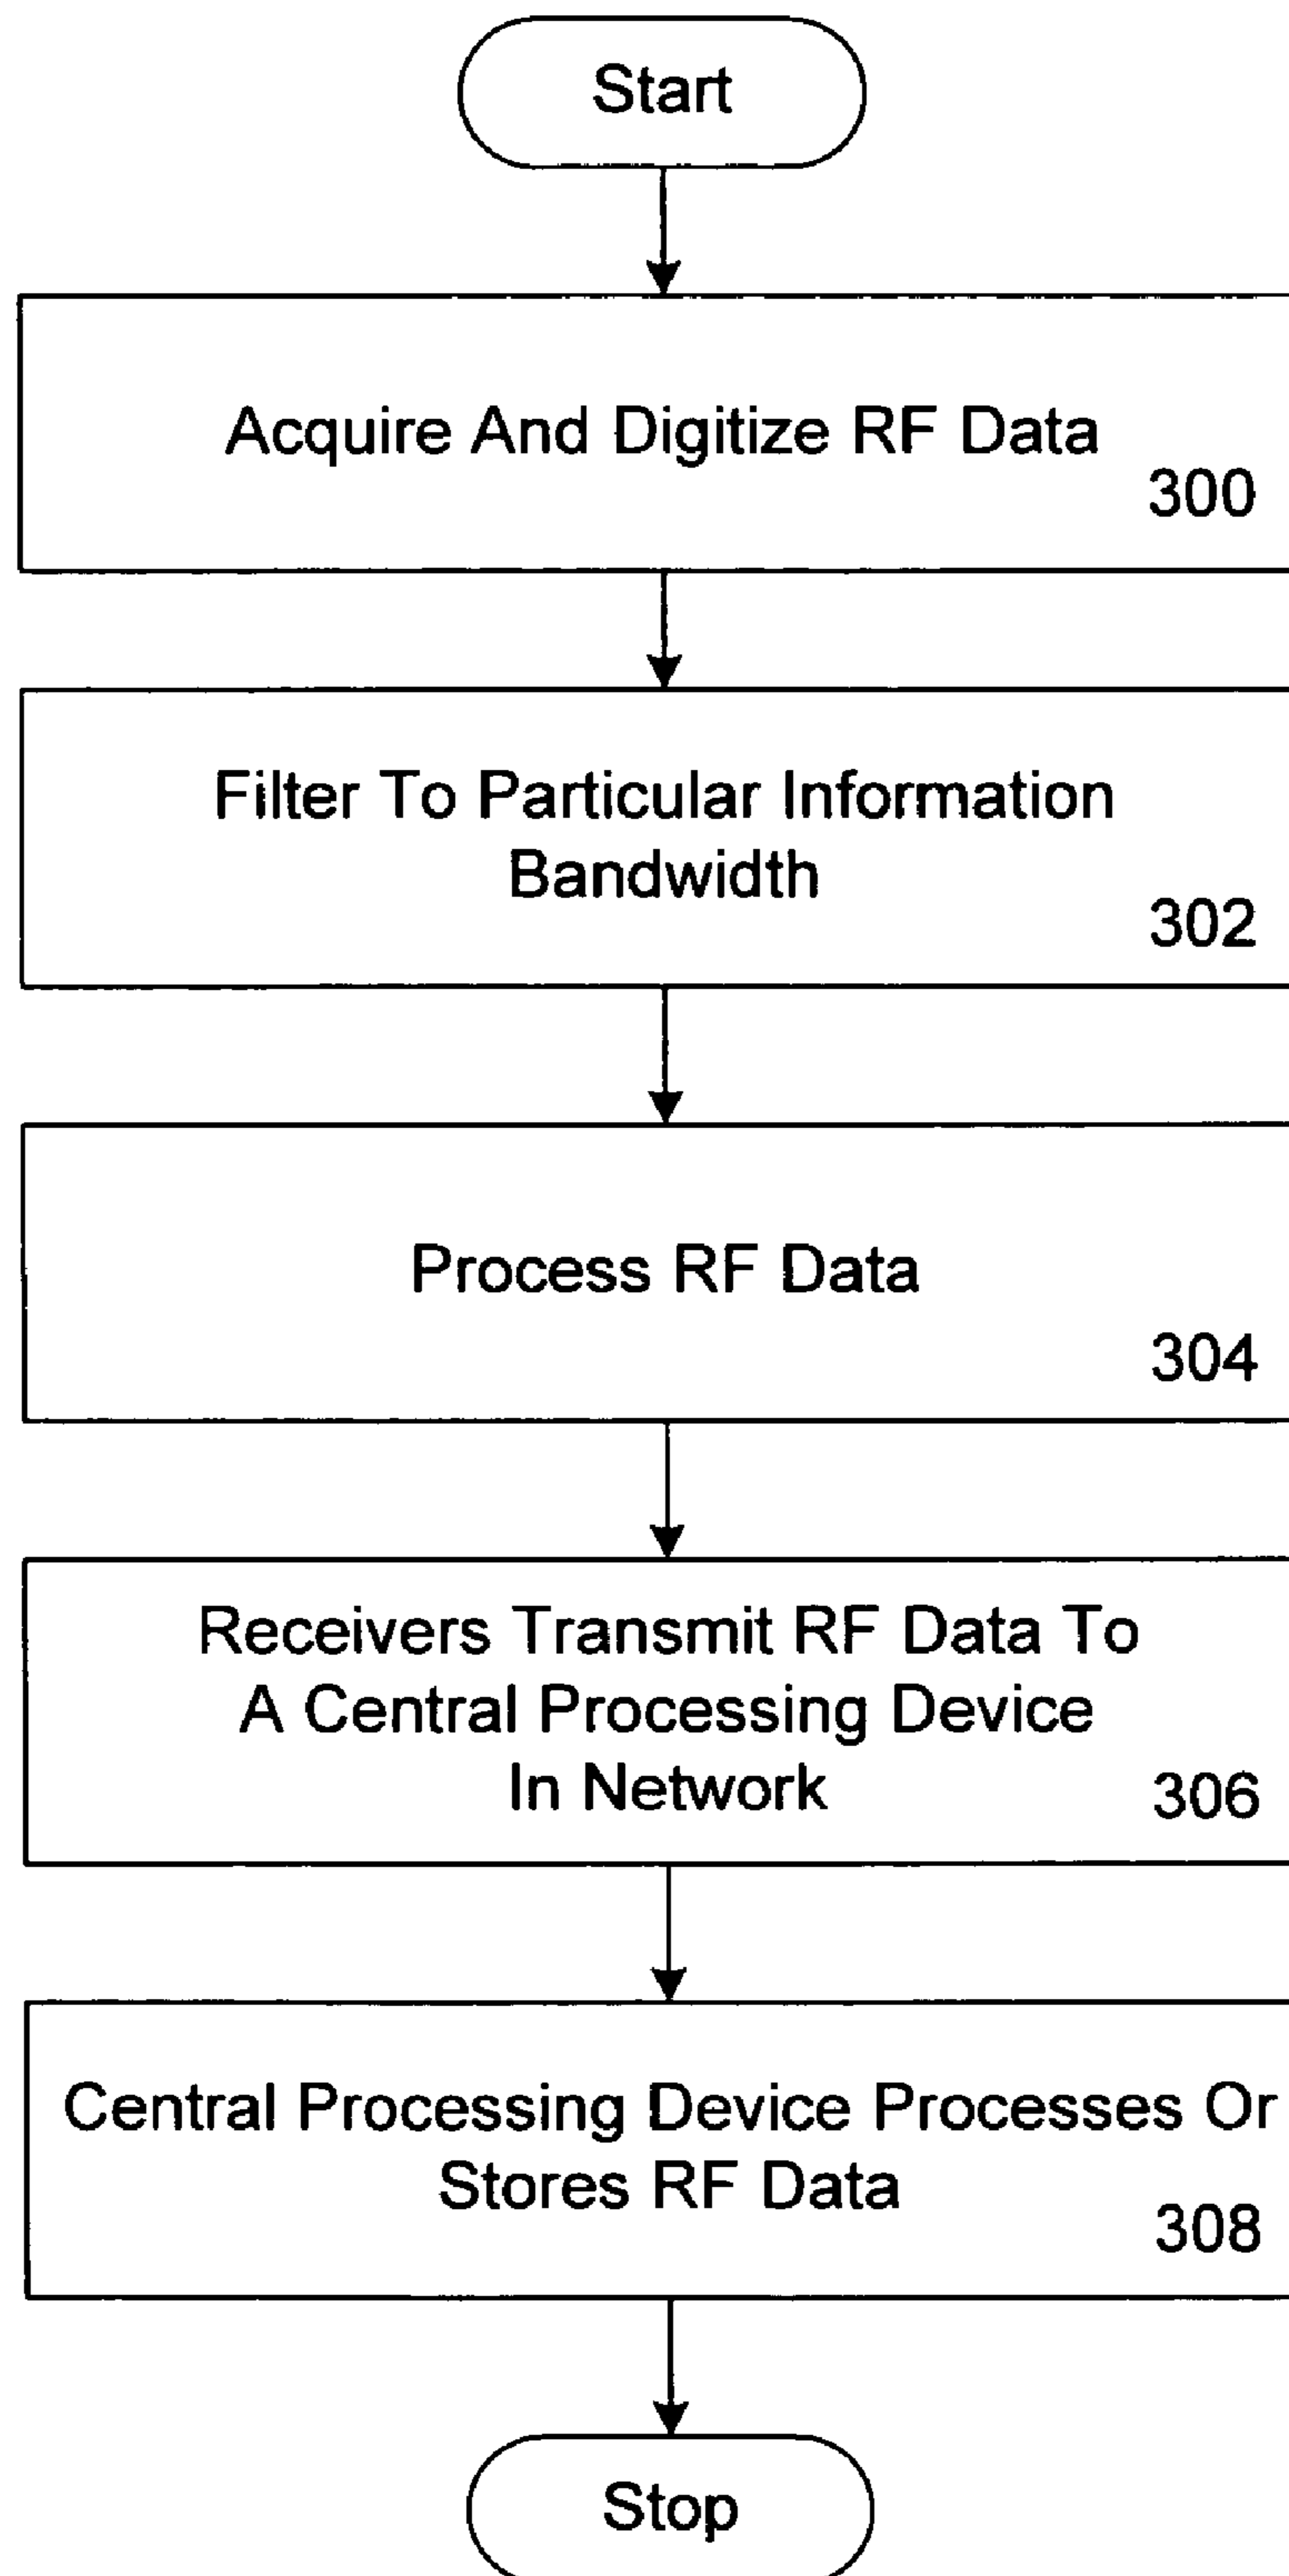 Start
Acquire And Digitize RF Data
300
Filter To Particular Information
Bandwidth
302
Process RF Data
304
Receivers Transmit RF Data To
A Central Processing Device
In Network
306
Central Processing Device Processes Or
Stores RF Data
308
Stop